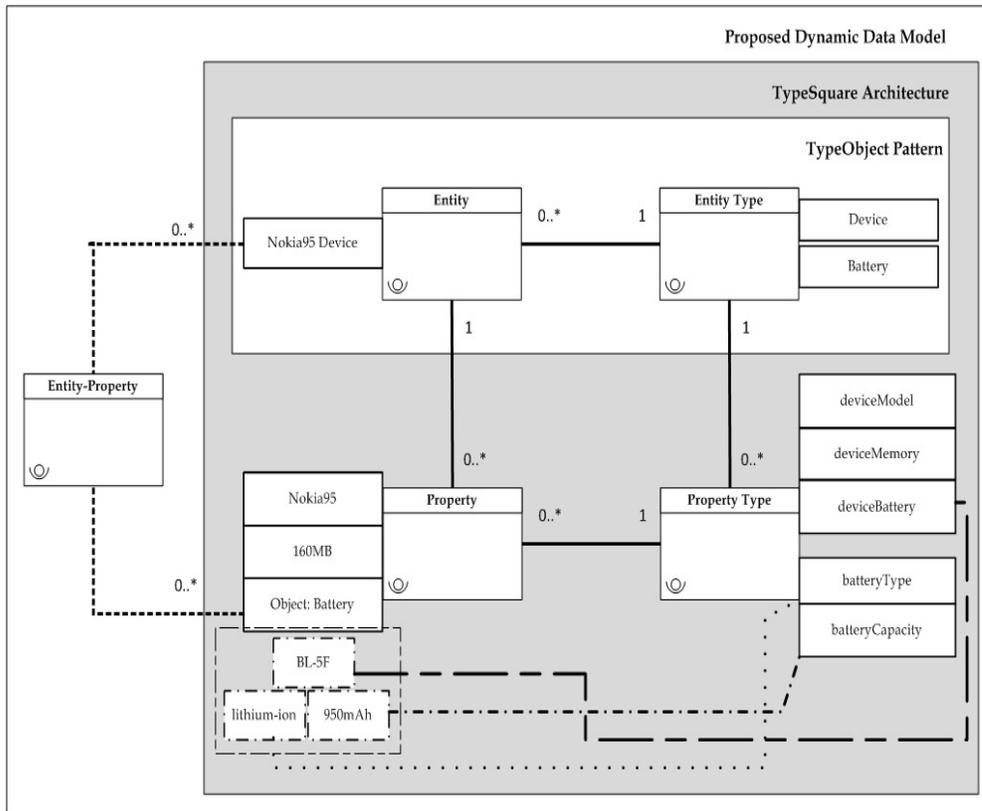 Proposed Dynamic Data Model
TypeSquare Architecture
TypeObject Pattern
Entity
Entity Type
0..*
1
Device
0..*
Nokia95 Device
Battery
1
1
Entity-Property
deviceModel
deviceMemory
0..*
0..*
Nokia95
Property
Property Type
deviceBattery
0..*
1
160MB
batteryType
0..*
Object: Battery
batteryCapacity
BL-5F
lithium-ion
950mAh